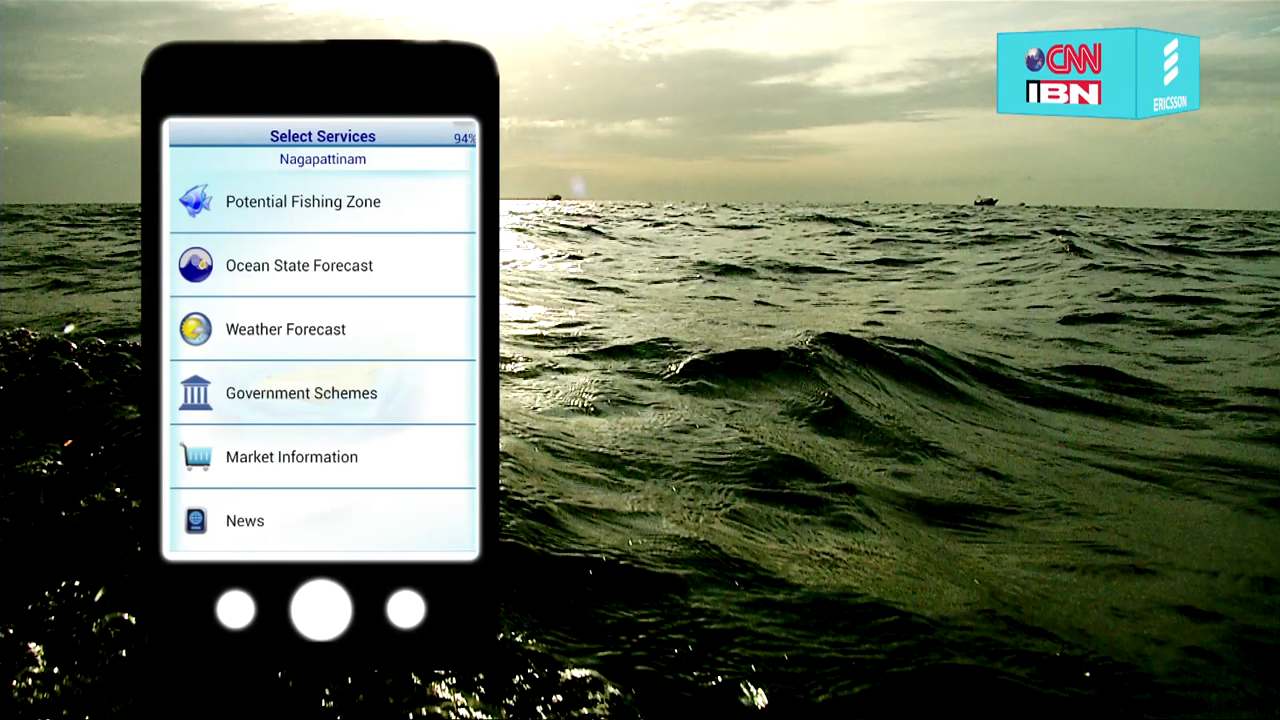 Select Services
94%
Nagapattinam
Potential Fishing Zone
Ocean State Forecast
Weather Forecast
Government Schemes
Market Information
News
CNN
IBN
ERICSSON